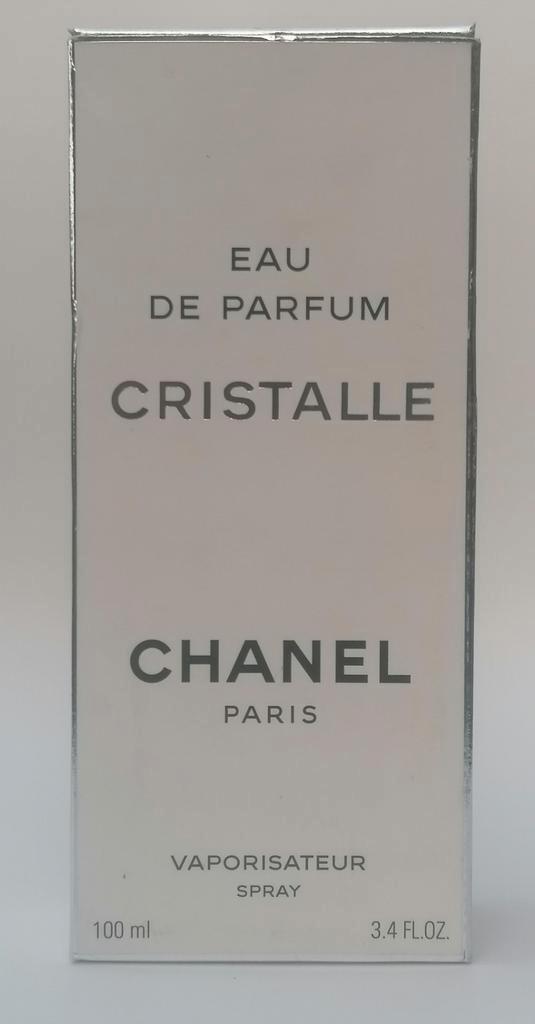 EAU
DE PARFUM
CRISTALLE
CHANEL
PARIS
VAPORISATEUR
SPRAY
100 ml 3.4 FL.OZ.